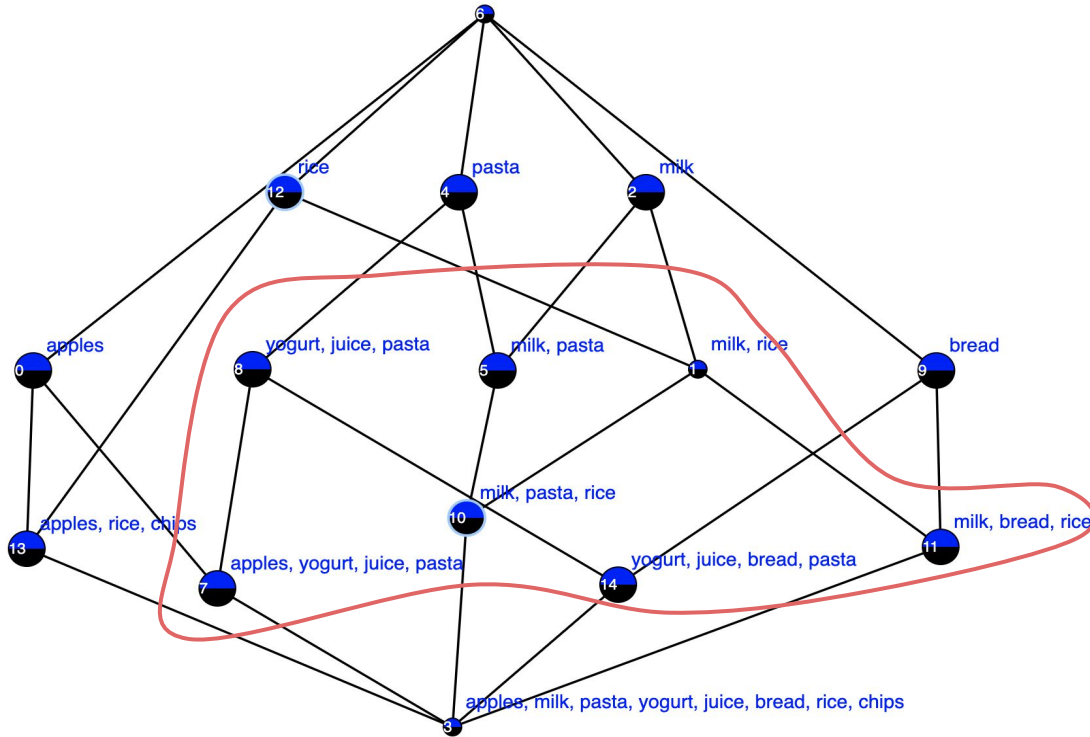 6
rice
12
pasta
4
milk
2
apples
0
yogurt, juice, pasta
8
milk, pasta
5
milk, rice
1
bread
9
apples, rice, chips
13
apples, yogurt, juice, pasta
7
milk, pasta, rice
10
yogurt, juice, bread, pasta
14
milk, bread, rice
11
apples, milk, pasta, yogurt, juice, bread, rice, chips
3